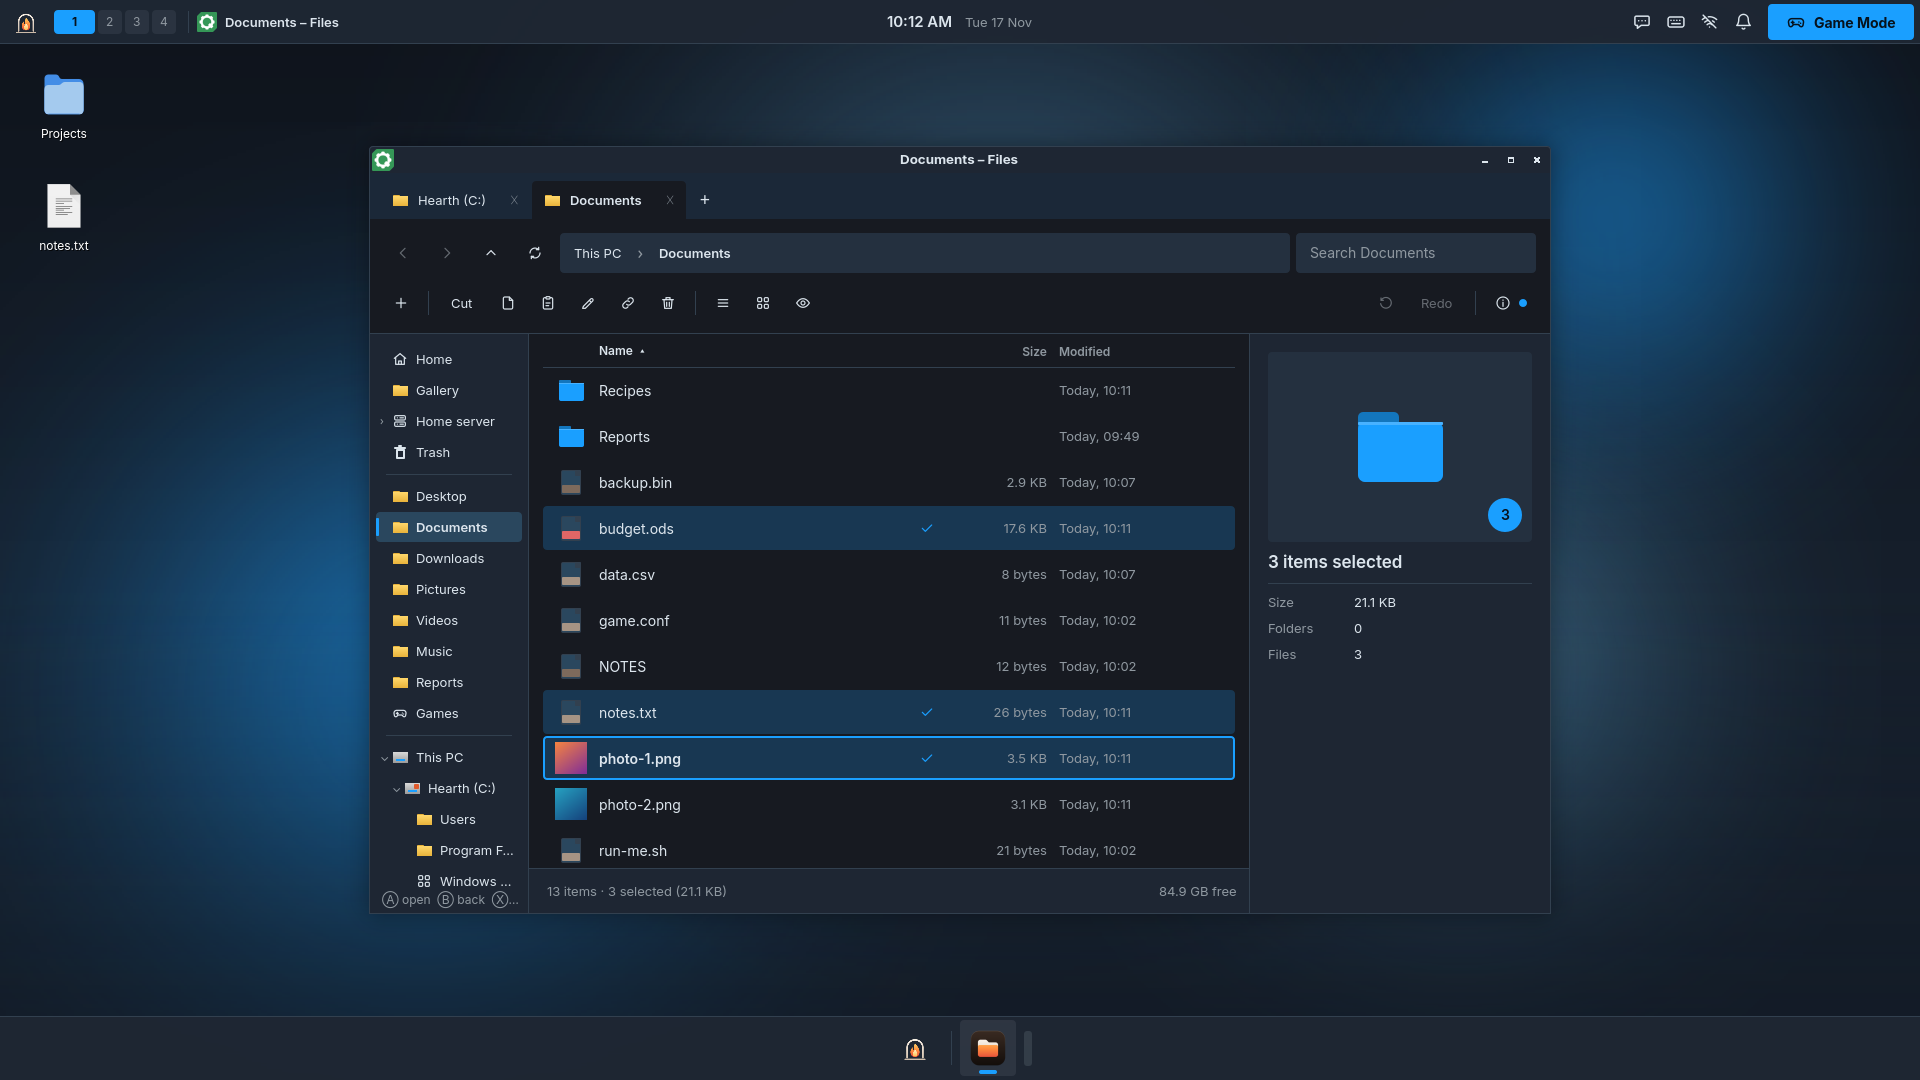 1 2 3 4 Documents – Files 10:12 AM Tue 17 Nov Game Mode
Projects
notes.txt
Documents – Files
Hearth (C:) X Documents X +
This PC › Documents Search Documents
Cut Redo
Home
Gallery
Home server
Trash
Desktop
Documents
Downloads
Pictures
Videos
Music
Reports
Games
This PC
Hearth (C:)
Users
Program F...
Windows ...
A open B back X...
Name Size Modified
Recipes Today, 10:11
Reports Today, 09:49
backup.bin 2.9 KB Today, 10:07
budget.ods 17.6 KB Today, 10:11
data.csv 8 bytes Today, 10:07
game.conf 11 bytes Today, 10:02
NOTES 12 bytes Today, 10:02
notes.txt 26 bytes Today, 10:11
photo-1.png 3.5 KB Today, 10:11
photo-2.png 3.1 KB Today, 10:11
run-me.sh 21 bytes Today, 10:02
13 items · 3 selected (21.1 KB) 84.9 GB free
3
3 items selected
Size 21.1 KB
Folders 0
Files 3